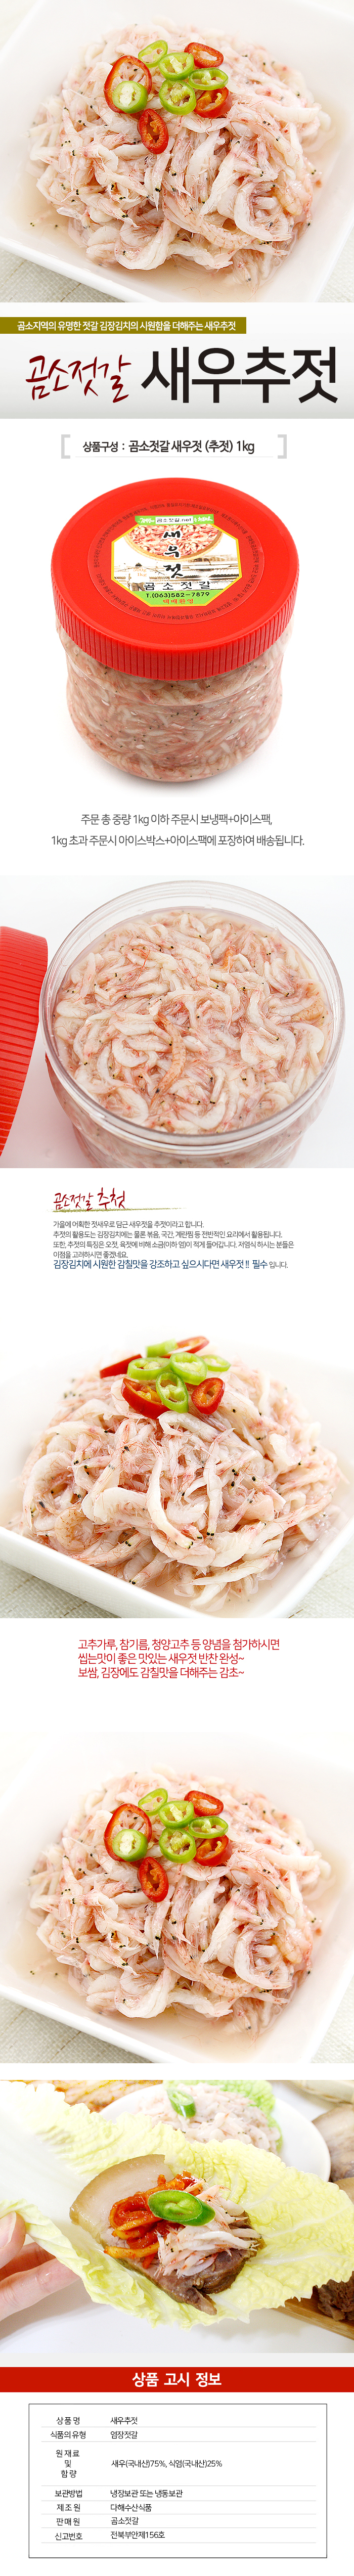 곰소지역의 유명한 젓갈 김장김치의 시원함을 더해주는 새우추젓
곰소젓갈 새우추젓
[ 상품구성 : 곰소젓갈 새우젓 (추젓) 1kg ]
곰소젓갈.net
새우젓
곰소젓갈
T.(063)582-7879
택배환영
주문 총 중량 1kg 이하 주문시 보냉팩+아이스팩,
1kg 초과 주문시 아이스박스+아이스팩에 포장하여 배송됩니다.
곰소젓갈 추젓
가을에 어획한 젓새우로 담근 새우젓을 추젓이라고 합니다.
추젓의 활용도는 김장김치에는 물론 볶음, 국간, 계란찜 등 전반적인 요리에서 활용됩니다.
또한, 추젓의 특징은 오젓, 육젓에 비해 소금(이하 염)이 적게 들어갑니다. 저염식 하시는 분들은
이점을 고려하시면 좋겠네요.
김장김치에 시원한 감칠맛을 강조하고 싶으시다면 새우젓 !! 필수 입니다.
고추가루, 참기름, 청양고추 등 양념을 첨가하시면
씹는맛이 좋은 맛있는 새우젓 반찬 완성~
보쌈, 김장에도 감칠맛을 더해주는 감초~
상품 고시 정보
상품명 새우추젓
식품의 유형 염장젓갈
원재료
및
함량
새우(국내산)75%, 식염(국내산)25%
보관방법 냉장보관 또는 냉동보관
제조원 다해수산식품
판매원 곰소젓갈
신고번호 전북부안제156호